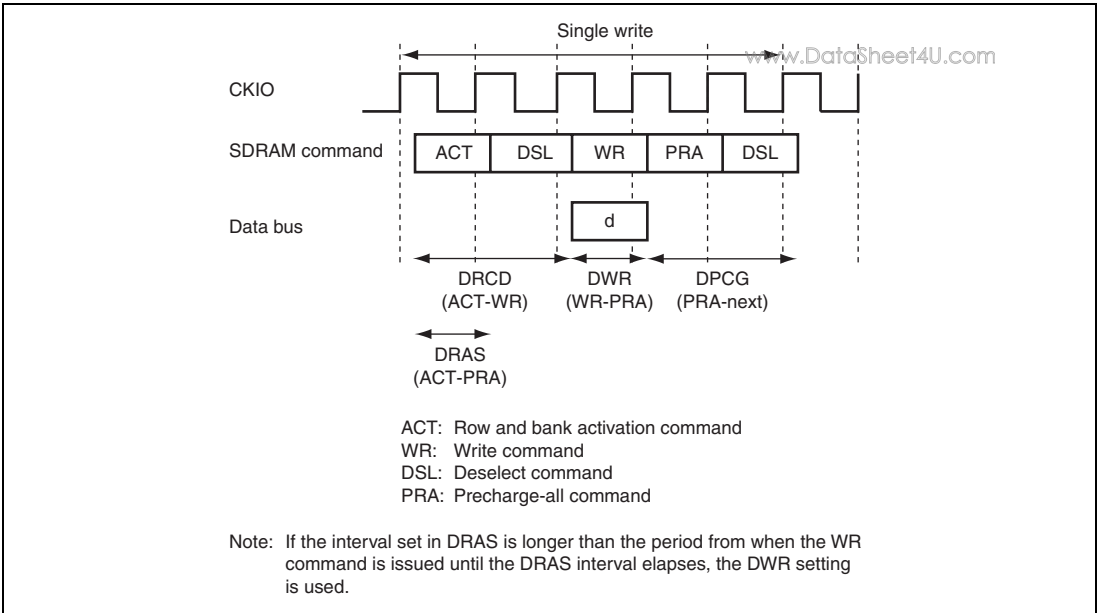 Single write
www.DataSheet4U.com
CKIO
SDRAM command
ACT DSL WR PRA DSL
Data bus
d
DRCD DWR DPCG
(ACT-WR) (WR-PRA) (PRA-next)
DRAS
(ACT-PRA)
ACT: Row and bank activation command
WR: Write command
DSL: Deselect command
PRA: Precharge-all command
Note: If the interval set in DRAS is longer than the period from when the WR
command is issued until the DRAS interval elapses, the DWR setting
is used.